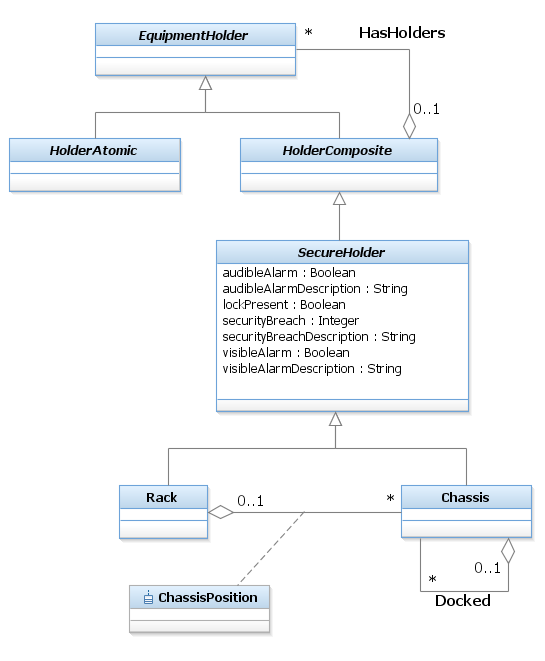 EquipmentHolder
*
HasHolders
0..1
HolderAtomic
HolderComposite
SecureHolder
audibleAlarm : Boolean
audibleAlarmDescription : String
lockPresent : Boolean
securityBreach : Integer
securityBreachDescription : String
visibleAlarm : Boolean
visibleAlarmDescription : String
Rack
0..1
*
Chassis
0..1
*
Docked
ChassisPosition